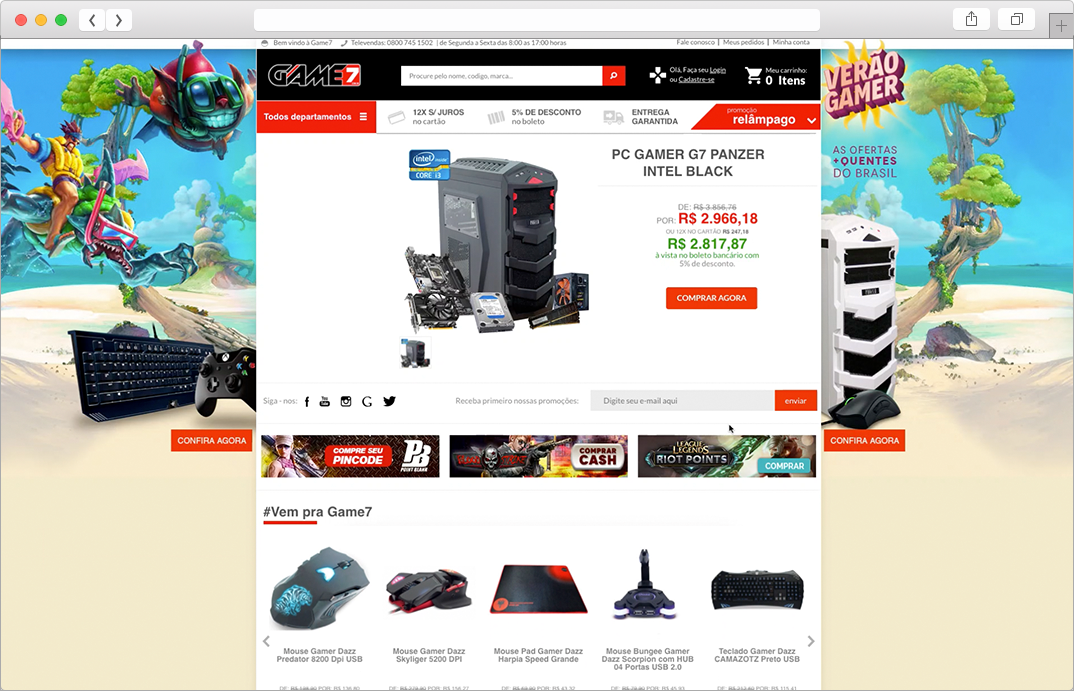 Bem vindo à Game7
Televendas: 0800 745 1502 | de Segunda a Sexta das 8:00 as 17:00 horas
Fale conosco | Meus pedidos | Minha conta
GAME7
Procure pelo nome, codigo, marca...
Olá, Faça seu Login
ou Cadastre-se
Meu carrinho:
0 Itens
Todos departamentos
12X S/ JUROS
no cartão
5% DE DESCONTO
no boleto
ENTREGA
GARANTIDA
promoção
relâmpago
VERÃO
GAMER
AS OFERTAS
+QUENTES
DO BRASIL
intel inside
CORE i3
PC GAMER G7 PANZER
INTEL BLACK
DE: R$ 3.856,76
POR: R$ 2.966,18
OU 12X NO CARTÃO R$ 247,18
R$ 2.817,87
à vista no boleto bancário com
5% de desconto.
COMPRAR AGORA
Siga - nos:
You
Tube
Receba primeiro nossas promoções:
Digite seu e-mail aqui
enviar
CONFIRA AGORA
CONFIRA AGORA
COMPRE SEU
PINCODE
PB
POINT BLANK
COMPRAR
CASH
LEAGUE
LEGENDS
RIOT POINTS
COMPRAR
#Vem pra Game7
Mouse Gamer Dazz
Predator 8200 Dpi USB
Mouse Gamer Dazz
Skyliger 5200 DPI
Mouse Pad Gamer Dazz
Harpia Speed Grande
Mouse Bungee Gamer
Dazz Scorpion com HUB
04 Portas USB 2.0
Teclado Gamer Dazz
CAMAZOTZ Preto USB